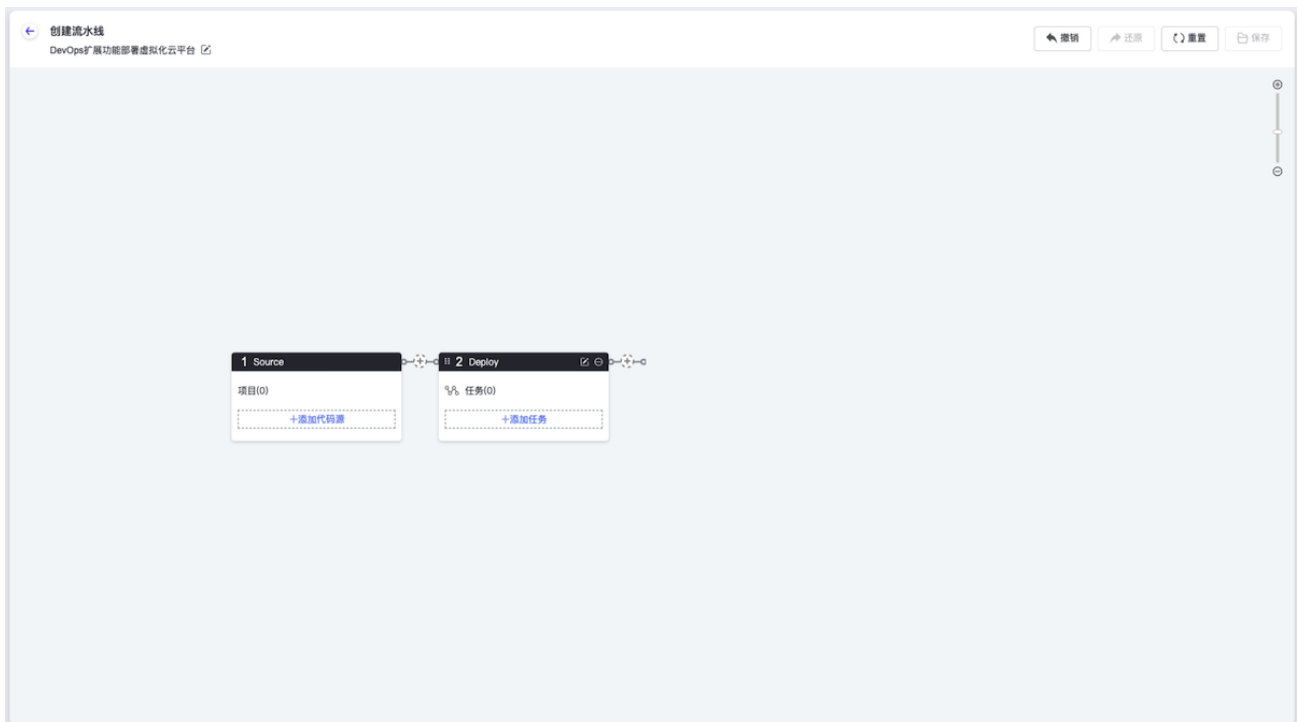 创建流水线
DevOps扩展功能部署虚拟化云平台
撤销 还原 重置 保存
1 Source
2 Deploy
项目(0)
任务(0)
+添加代码源
+添加任务